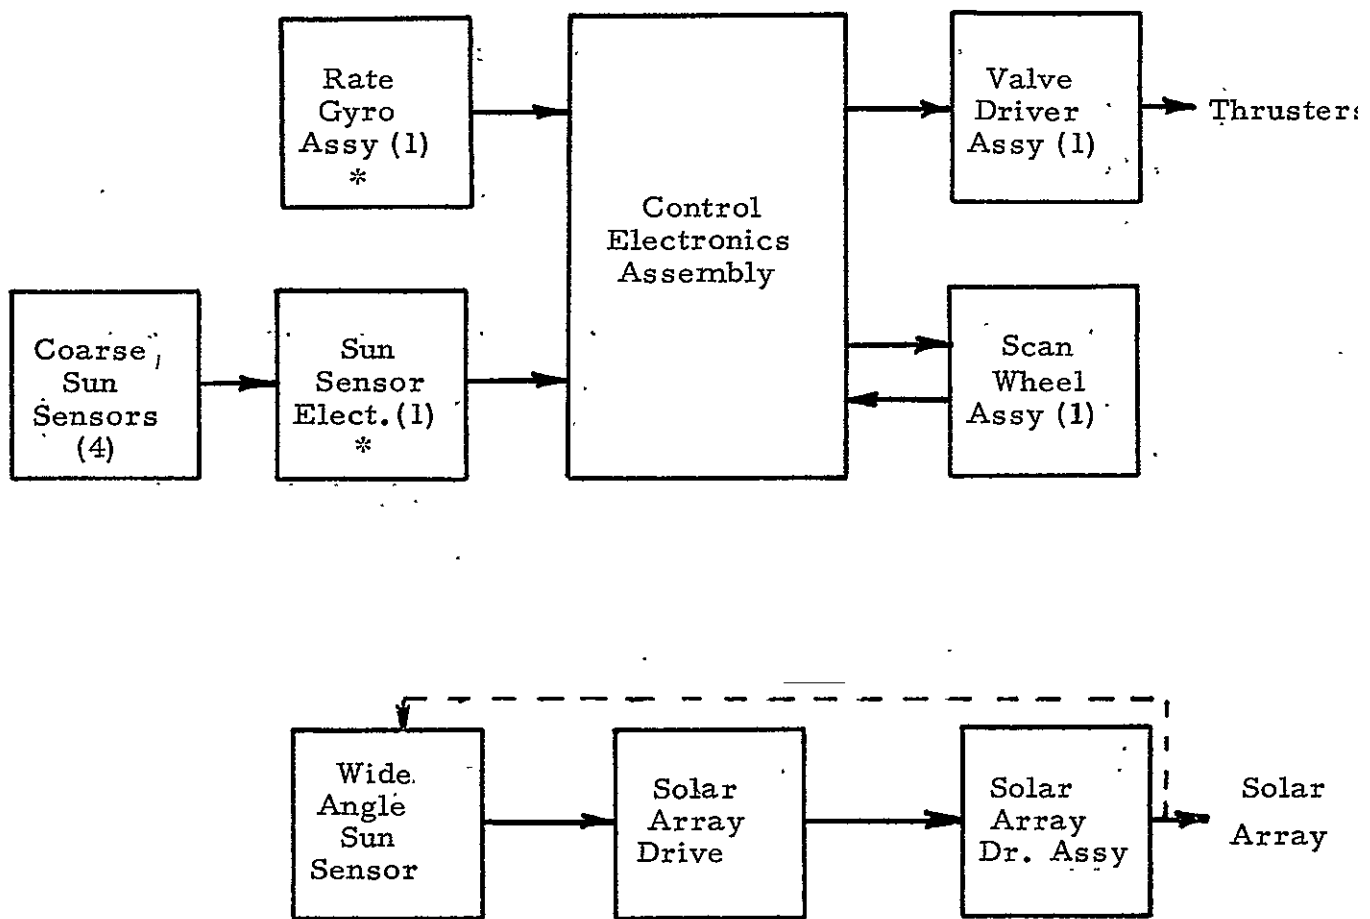 Rate
Gyro
Assy (1)
*
Control
Electronics
Assembly
Valve
Driver
Assy (1)
Thrusters
Coarse
Sun
Sensors
(4)
Sun
Sensor
Elect. (1)
*
Scan
Wheel
Assy (1)
Wide
Angle
Sun
Sensor
Solar
Array
Drive
Solar
Array
Dr. Assy
Solar
Array